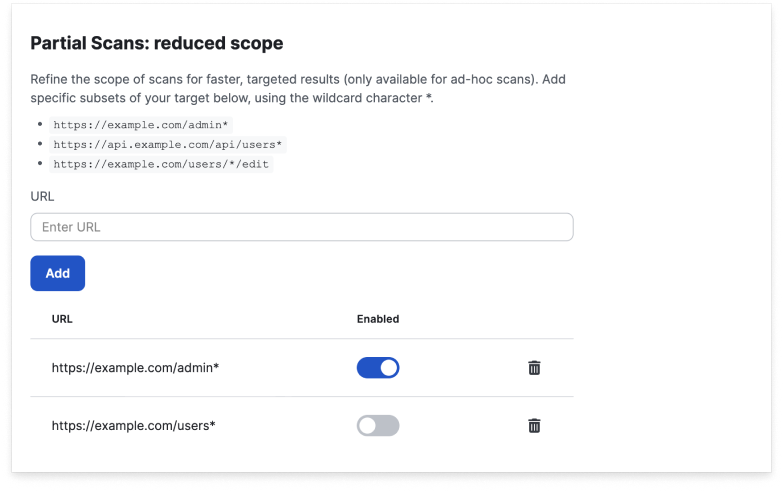 Partial Scans: reduced scope
Refine the scope of scans for faster, targeted results (only available for ad-hoc scans). Add
specific subsets of your target below, using the wildcard character *.
https://example.com/admin*
https://api.example.com/api/users*
https://example.com/users/*/edit
URL
Enter URL
Add
URL Enabled
https://example.com/admin*
https://example.com/users*